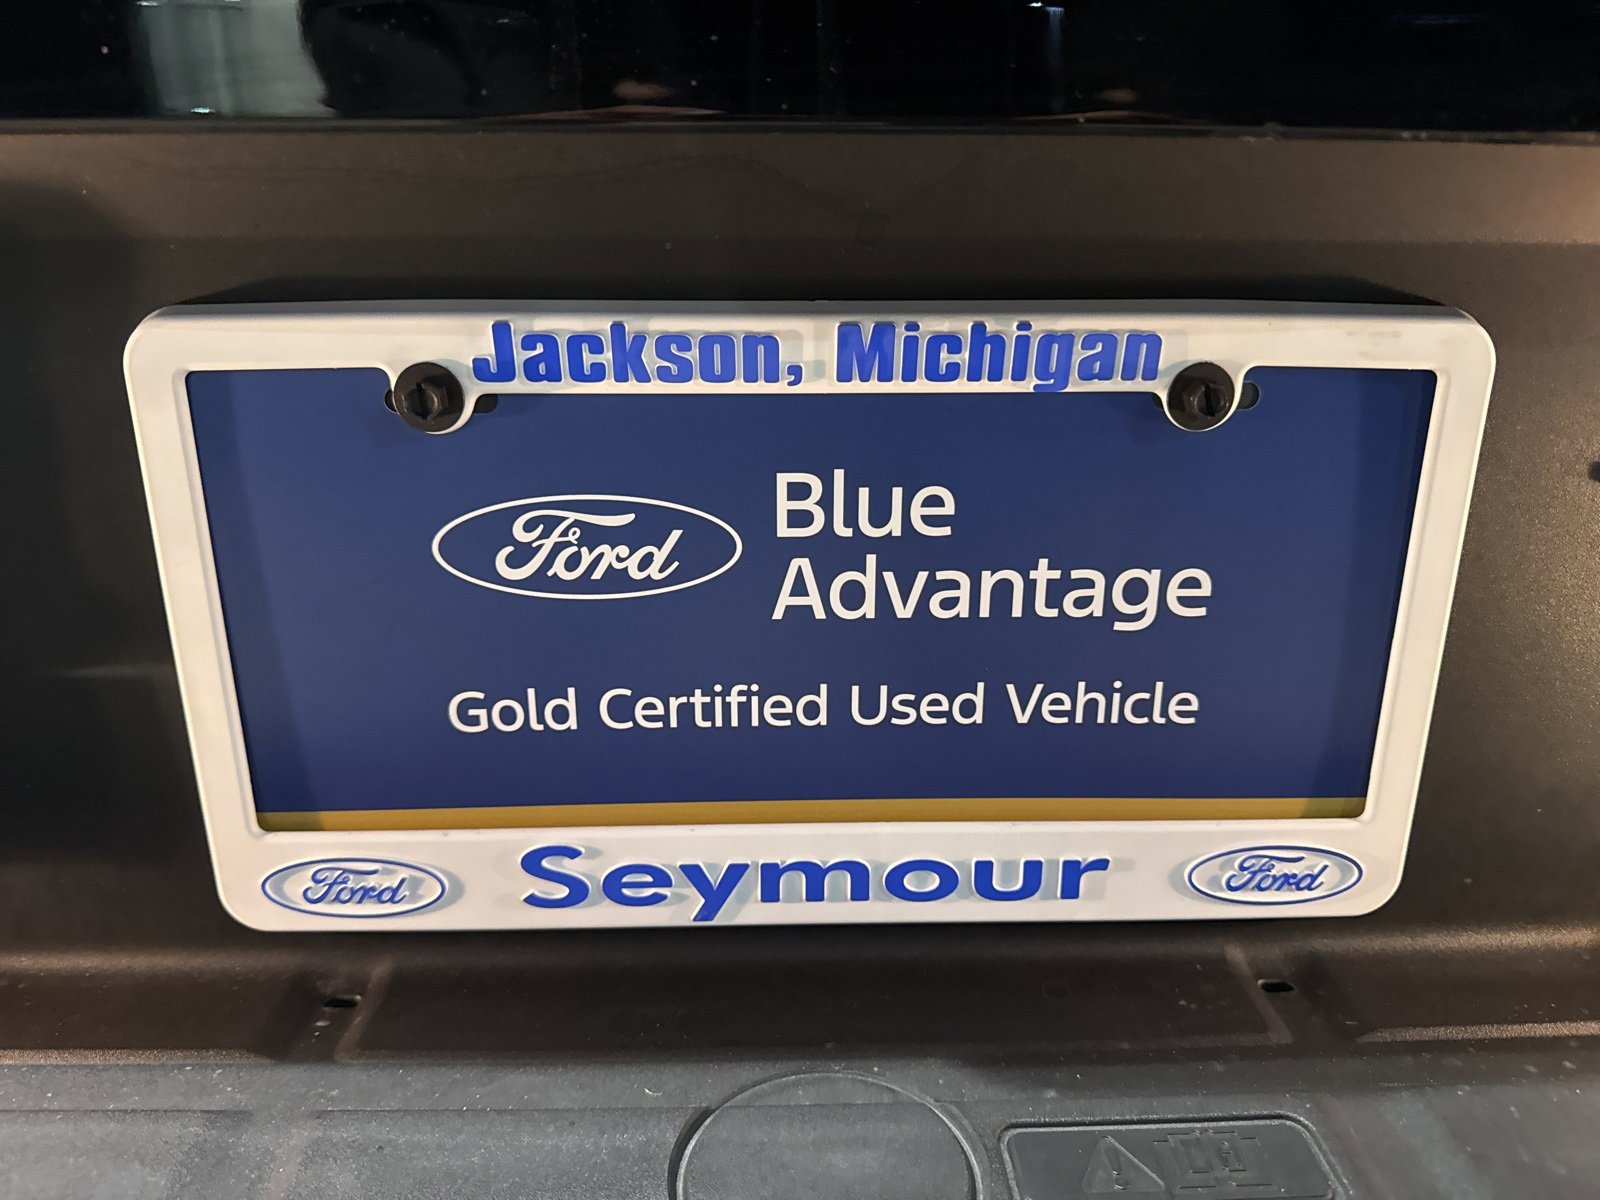 Jackson, Michigan
Ford
Blue
Advantage
Gold Certified Used Vehicle
Ford Seymour Ford